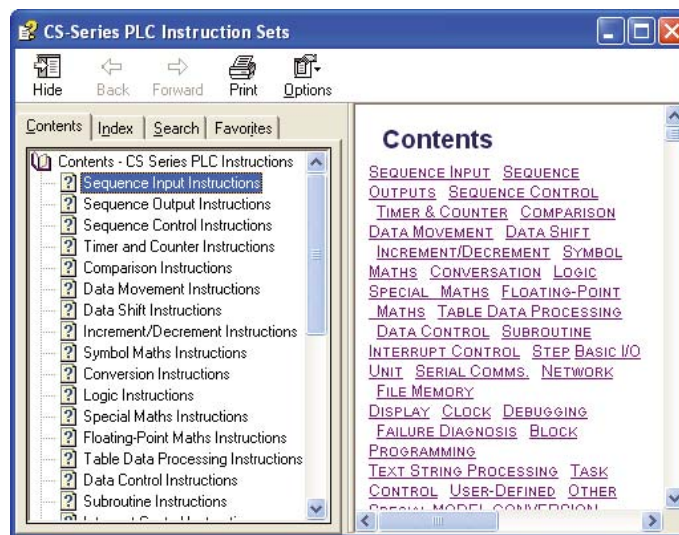 CS-Series PLC Instruction Sets
Hide Back Forward Print Options
Contents Index Search Favorites
Contents - CS Series PLC Instructions
Sequence Input Instructions
Sequence Output Instructions
Sequence Control Instructions
Timer and Counter Instructions
Comparison Instructions
Data Movement Instructions
Data Shift Instructions
Increment/Decrement Instructions
Symbol Maths Instructions
Conversion Instructions
Logic Instructions
Special Maths Instructions
Floating-Point Maths Instructions
Table Data Processing Instructions
Data Control Instructions
Subroutine Instructions
Contents
SEQUENCE INPUT SEQUENCE
OUTPUTS SEQUENCE CONTROL
TIMER & COUNTER COMPARISON
DATA MOVEMENT DATA SHIFT
INCREMENT/DECREMENT SYMBOL
MATHS CONVERSATION LOGIC
SPECIAL MATHS FLOATING-POINT
MATHS TABLE DATA PROCESSING
DATA CONTROL SUBROUTINE
INTERRUPT CONTROL STEP BASIC I/O
UNIT SERIAL COMMS. NETWORK
FILE MEMORY
DISPLAY CLOCK DEBUGGING
FAILURE DIAGNOSIS BLOCK
PROGRAMMING
TEXT STRING PROCESSING TASK
CONTROL USER-DEFINED OTHER
SPECIAL MODEL CONVERSION